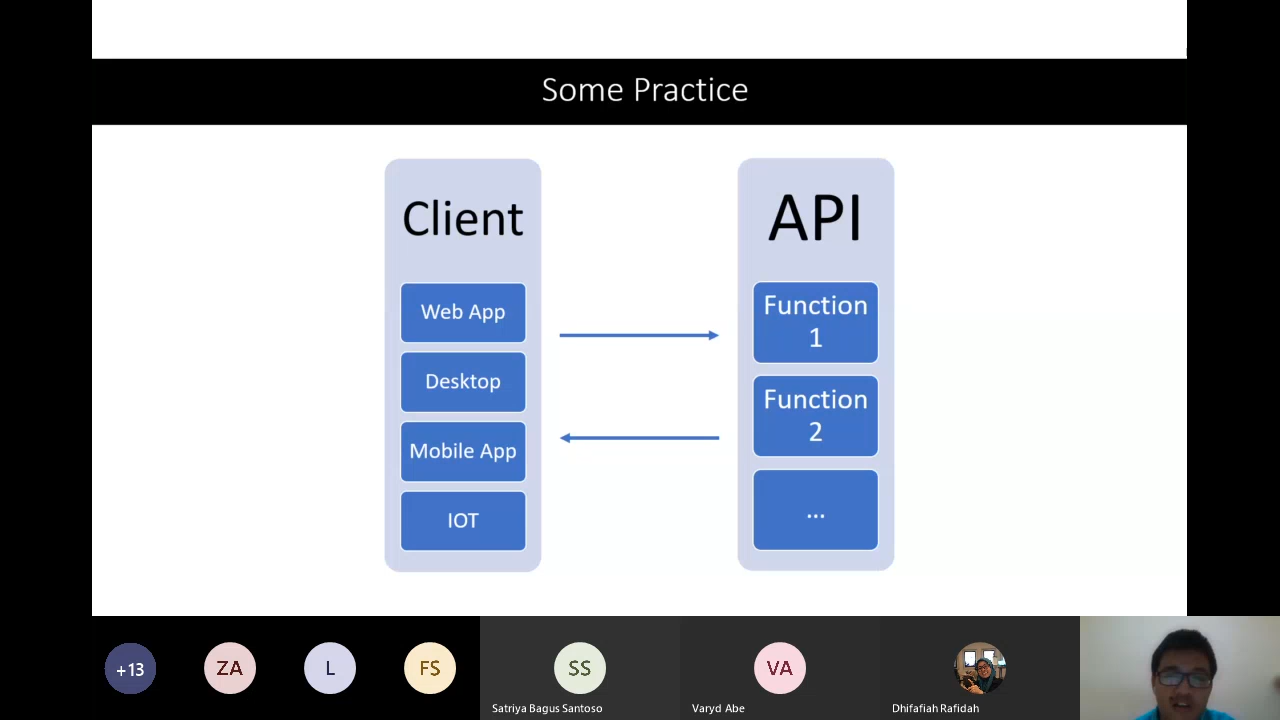 Some Practice
Client
Web App
Desktop
Mobile App
IOT
API
Function
1
Function
2
...
+13
ZA
L
FS
SS
Satriya Bagus Santoso
VA
Varyd Abe
Dhifafiah Rafidah